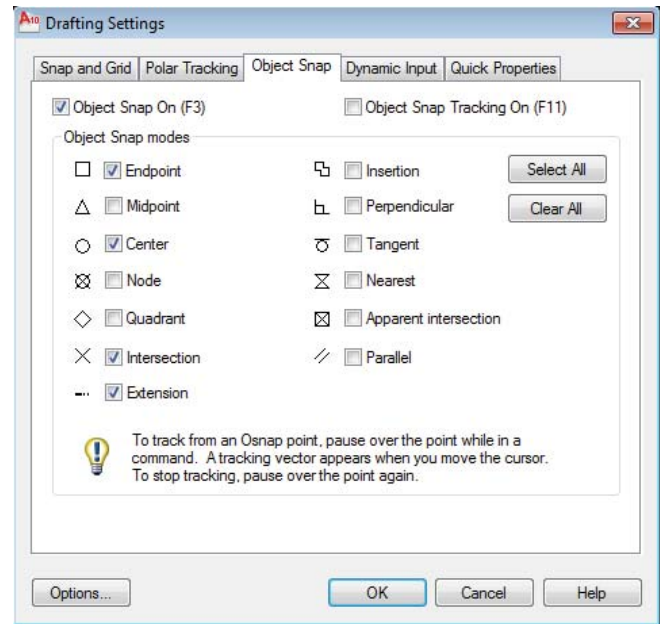 A10 Drafting Settings
Snap and Grid Polar Tracking Object Snap Dynamic Input Quick Properties
Object Snap On (F3) Object Snap Tracking On (F11)
Object Snap modes
Endpoint Insertion Select All
Midpoint Perpendicular Clear All
Center Tangent
Node Nearest
Quadrant Apparent intersection
Intersection Parallel
Extension
To track from an Osnap point, pause over the point while in a
command. A tracking vector appears when you move the cursor.
To stop tracking, pause over the point again.
Options... OK Cancel Help